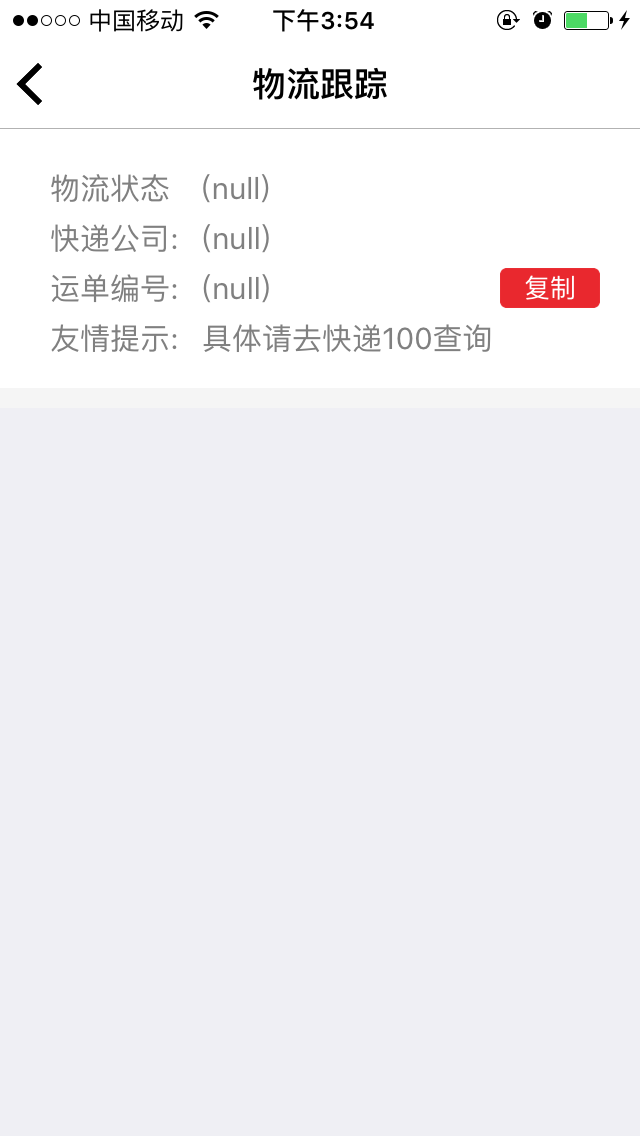 中国移动 下午3:54
物流跟踪
物流状态 (null)
快递公司: (null)
运单编号: (null) 复制
友情提示: 具体请去快递100查询